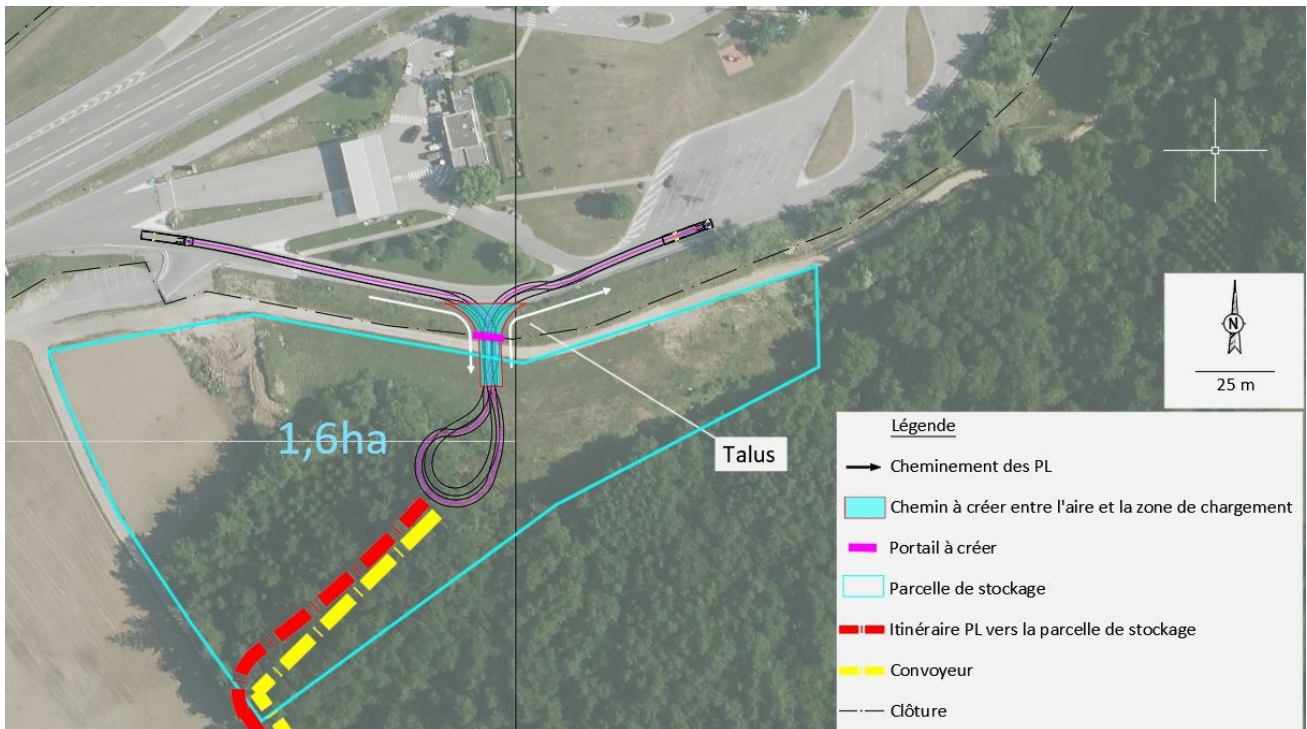 1,6ha
Talus
N
25 m
Légende
Cheminement des PL
Chemin à créer entre l'aire et la zone de chargement
Portail à créer
Parcelle de stockage
Itinéraire PL vers la parcelle de stockage
Convoyeur
Clôture